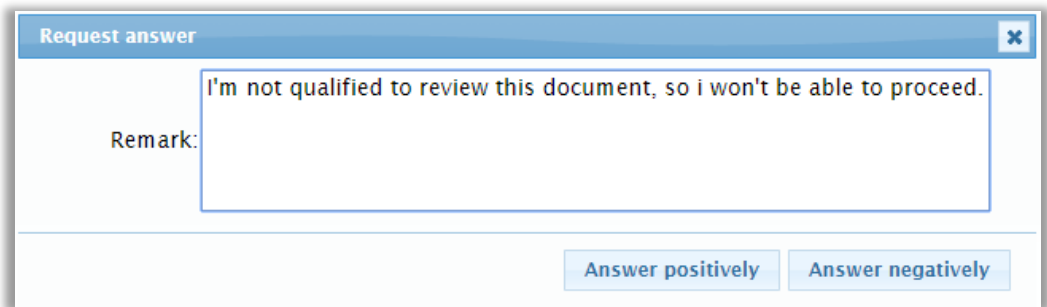 Request answer
I'm not qualified to review this document, so i won't be able to proceed.
Remark:
Answer positively Answer negatively